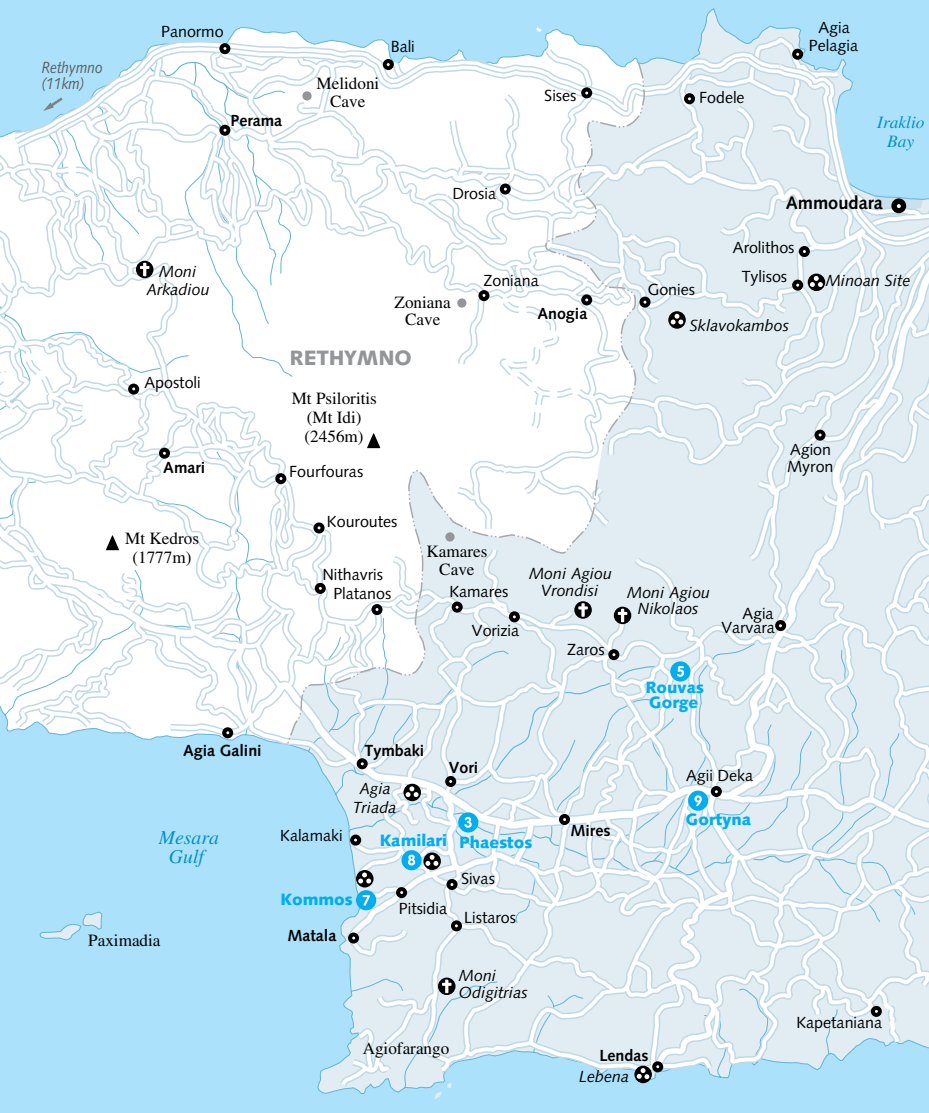 Agia
Pelagia
Panormo
Bali
Rethymno
(11km)
Melidoni
Cave
Sises
Fodele
Perama
Iraklio
Bay
Drosia
Ammoudara
Arolithos
Moni
Arkadiou
Tylisos
Minoan Site
Zoniana
Gonies
Zoniana
Cave
Anogia
Sklavokambos
RETHYMNO
Apostoli
Mt Psiloritis
(Mt Idi)
(2456m)
Agion
Myron
Amari
Fourfouras
Kouroutes
Mt Kedros
(1777m)
Kamares
Cave
Nithavris
Platanos
Moni Agiou
Vrondisi
Kamares
Moni Agiou
Nikolaos
Vorizia
Agia
Varvara
Zaros
5
Rouvas
Gorge
Agia Galini
Tymbaki
Vori
Agii Deka
Agia
Triada
9
Gortyna
3
Phaestos
Mires
Mesara
Gulf
Kalamaki
Kamilari
8
Kommos
7
Sivas
Pitsidia
Listaros
Matala
Paximadia
Moni
Odigitrias
Kapetaniana
Agiofarango
Lendas
Lebena